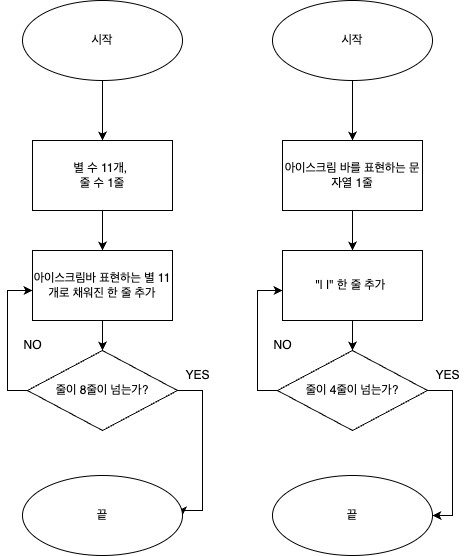 시작
별 수 11개,
줄 수 1줄
아이스크림바 표현하는 별 11
개로 채워진 한 줄 추가
NO
줄이 8줄이 넘는가?
YES
끝
시작
아이스크림 바를 표현하는 문
자열 1줄
"| |" 한 줄 추가
NO
줄이 4줄이 넘는가?
YES
끝